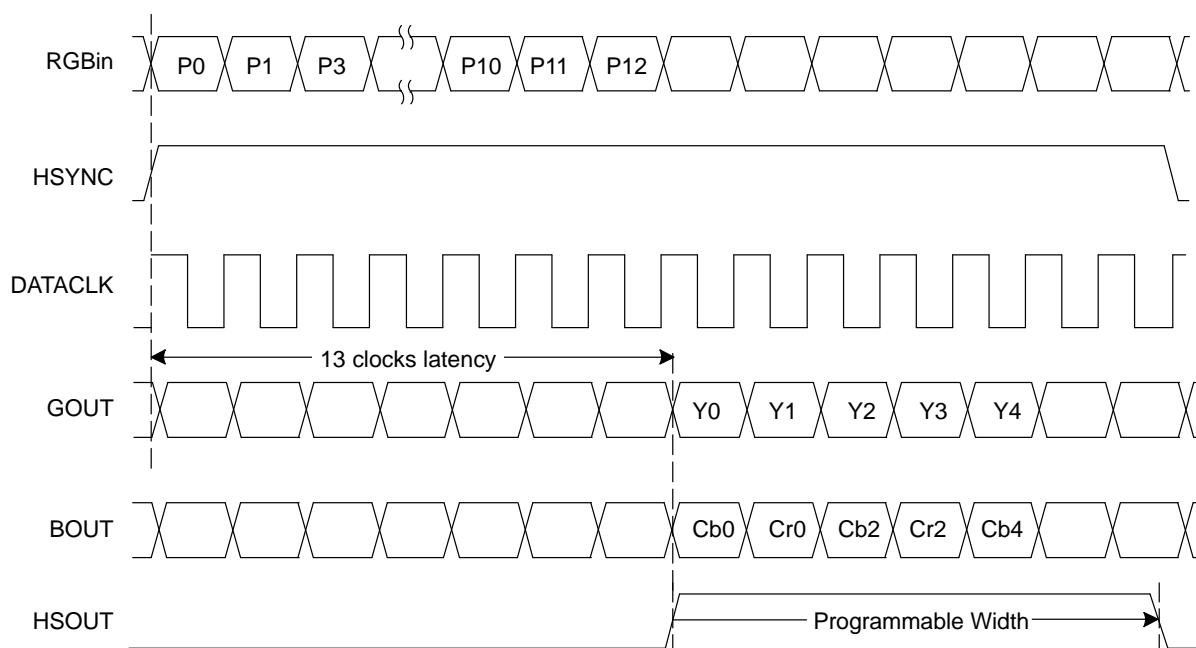 RGBin P0 P1 P3 P10 P11 P12
HSYNC
DATACLK
13 clocks latency
GOUT Y0 Y1 Y2 Y3 Y4
BOUT Cb0 Cr0 Cb2 Cr2 Cb4
HSOUT Programmable Width